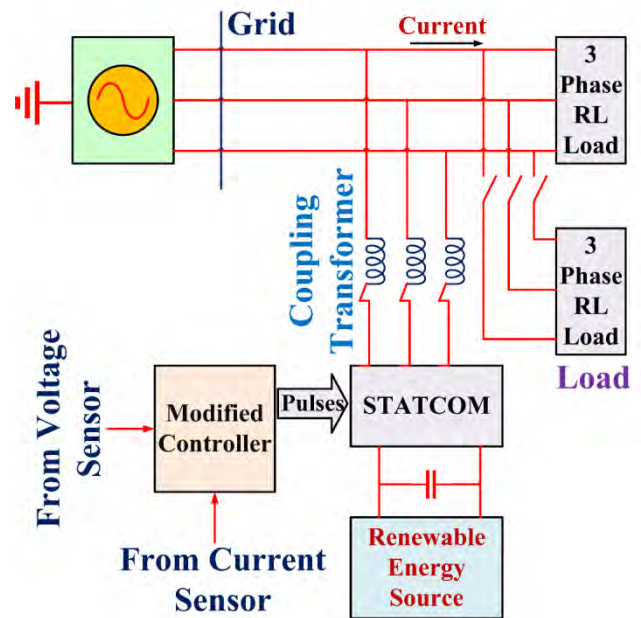 Grid
Current
3
Phase
RL
Load
Coupling
Transformer
3
Phase
RL
Load
Load
From Voltage
Sensor
Modified
Controller
Pulses
STATCOM
From Current
Sensor
Renewable
Energy
Source